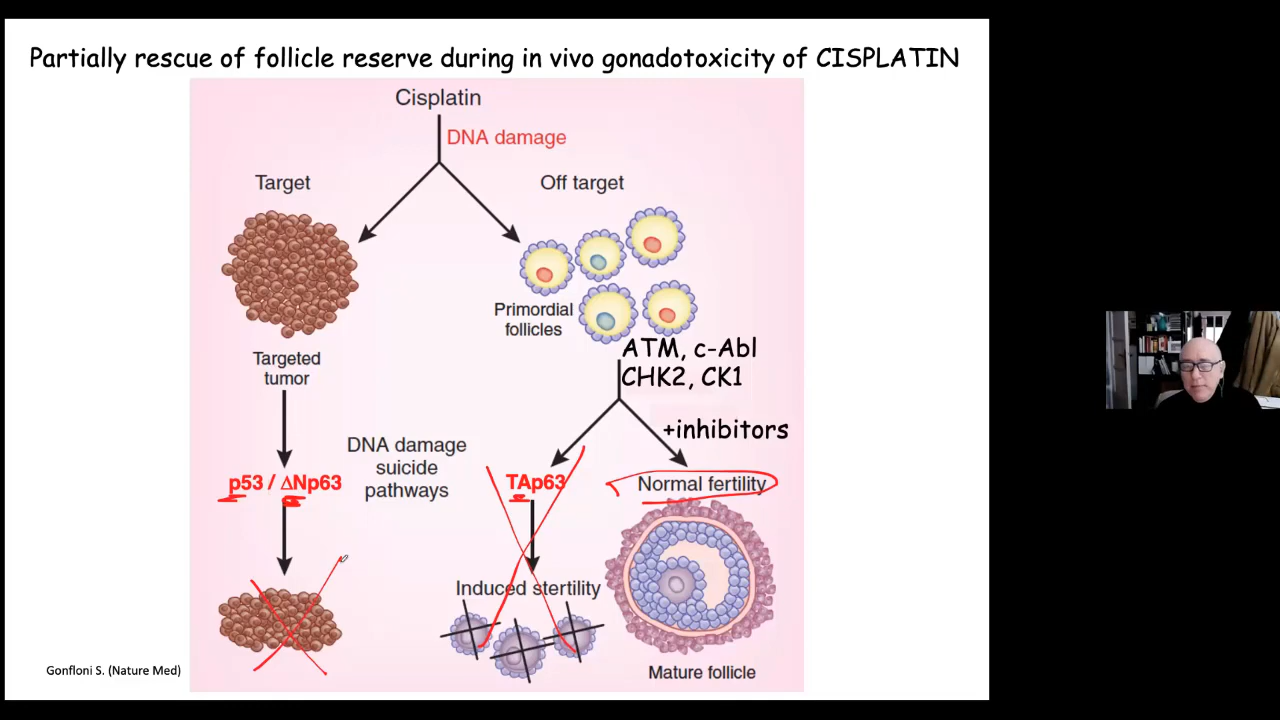 Partially rescue of follicle reserve during in vivo gonadotoxicity of CISPLATIN
Cisplatin
DNA damage
Target
Off target
Primordial
follicles
Targeted
tumor
ATM, c-Abl
CHK2, CK1
+inhibitors
DNA damage
suicide
pathways
p53 / ΔNp63
TAp63
Normal fertility
Induced stertility
Mature follicle
Gonfloni S. (Nature Med)